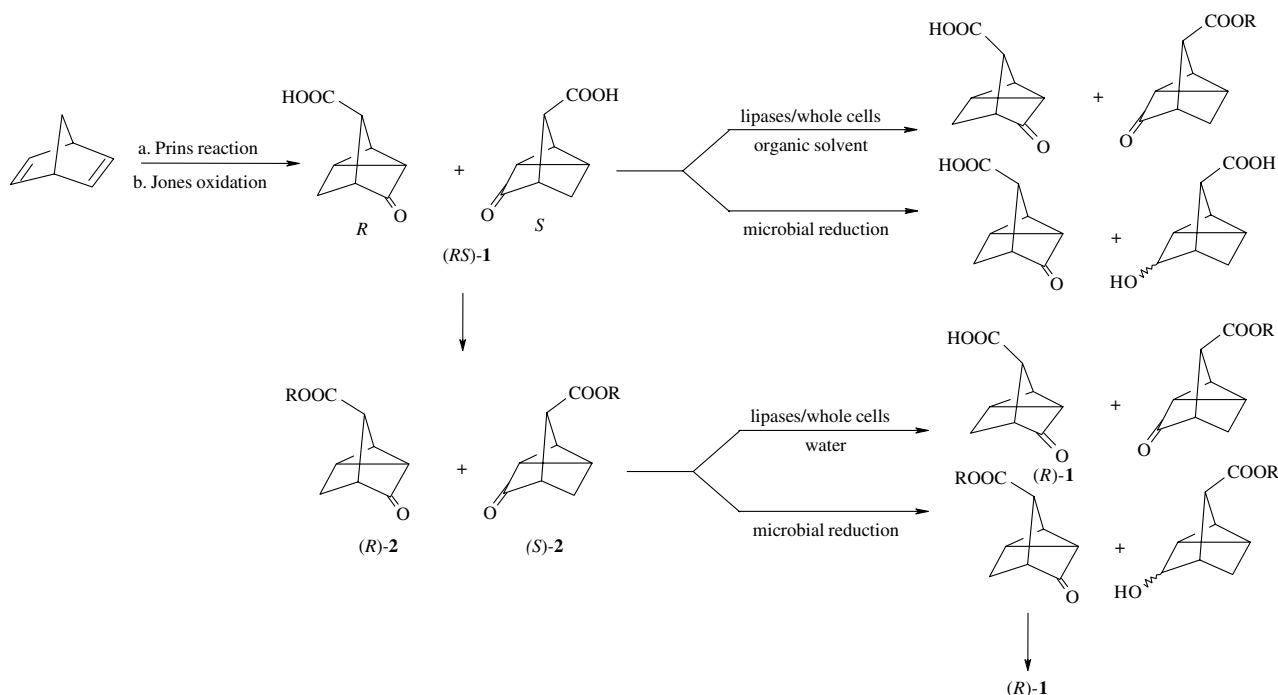 COOR
HOOC
+
O
O
HOOC
COOH
lipases/whole cells
organic solvent
a. Prins reaction
b. Jones oxidation
+
O
O
R
S
(RS)-1
microbial reduction
HOOC
COOH
+
O
HO
ROOC
COOR
+
O
O
(R)-2
(S)-2
lipases/whole cells
water
HOOC
COOR
+
O
O
(R)-1
microbial reduction
ROOC
COOR
+
O
HO
(R)-1